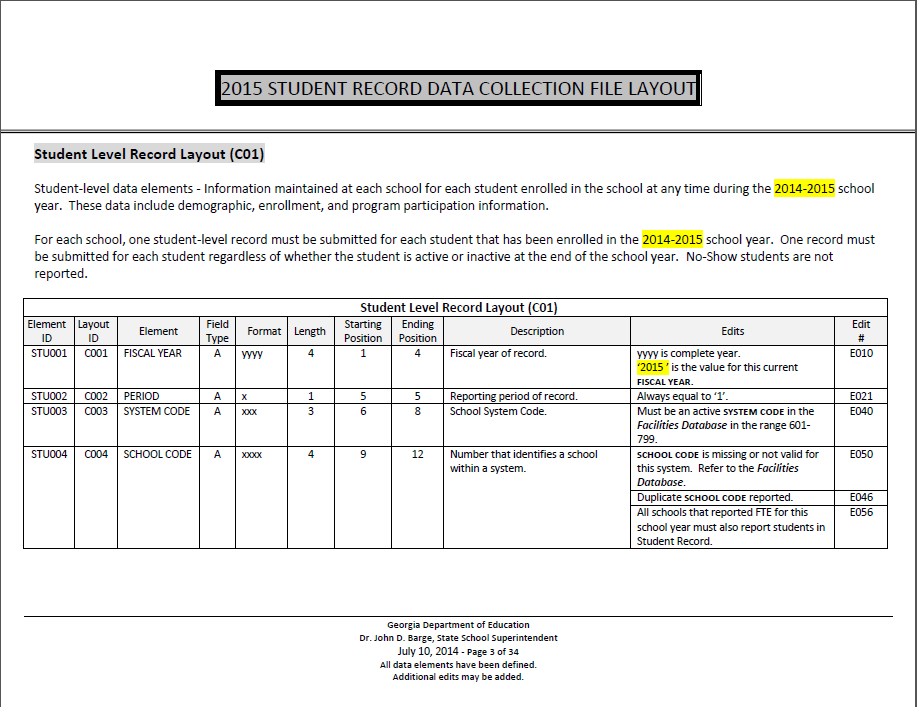 2015 STUDENT RECORD DATA COLLECTION FILE LAYOUT
Student Level Record Layout (C01)
Student-level data elements - Information maintained at each school for each student enrolled in the school at any time during the 2014-2015 school
year. These data include demographic, enrollment, and program participation information.
For each school, one student-level record must be submitted for each student that has been enrolled in the 2014-2015 school year. One record must
be submitted for each student regardless of whether the student is active or inactive at the end of the school year. No-Show students are not
reported.
Student Level Record Layout (C01)
Element ID Layout ID Element Field Type Format Length Starting Position Ending Position Description Edits Edit #
STU001 C001 FISCAL YEAR A yyyy 4 1 4 Fiscal year of record. yyyy is complete year. E010
'2015 ' is the value for this current
FISCAL YEAR.
STU002 C002 PERIOD A x 1 5 5 Reporting period of record. Always equal to '1'. E021
STU003 C003 SYSTEM CODE A xxx 3 6 8 School System Code. Must be an active SYSTEM CODE in the E040
Facilities Database in the range 601-
799.
STU004 C004 SCHOOL CODE A xxxx 4 9 12 Number that identifies a school SCHOOL CODE is missing or not valid for E050
within a system. this system. Refer to the Facilities
Database.
Duplicate SCHOOL CODE reported. E046
All schools that reported FTE for this E056
school year must also report students in
Student Record.
Georgia Department of Education
Dr. John D. Barge, State School Superintendent
July 10, 2014 - Page 3 of 34
All data elements have been defined.
Additional edits may be added.